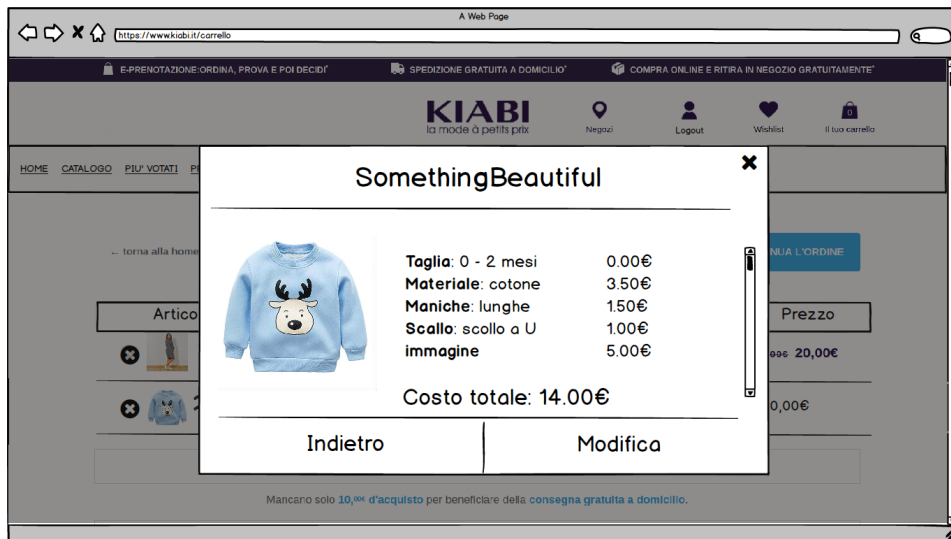 A Web Page
https://www.kiabi.it/carrello
E-PRENOTAZIONE:ORDINA, PROVA E POI DECIDI*
SPEDIZIONE GRATUITA A DOMICILIO*
COMPRA ONLINE E RITIRA IN NEGOZIO GRATUITAMENTE*
KIABI
la mode à petits prix
Negozi
Logout
Wishlist
0
Il tuo carrello
HOME CATALOGO PIU' VOTATI
SomethingBeautiful
← torna alla home
NUA L'ORDINE
Taglia: 0 - 2 mesi 0.00€
Materiale: cotone 3.50€
Maniche: lunghe 1.50€
Scallo: scollo a U 1.00€
immagine 5.00€
Costo totale: 14.00€
Artico
Prezzo
20,00€
0,00€
Indietro
Modifica
Mancano solo 10,00€ d'acquisto per beneficiare della consegna gratuita a domicilio.